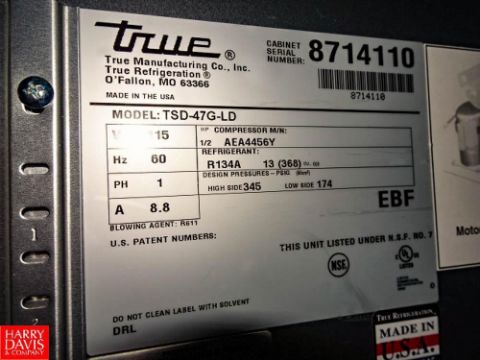 true®
True Manufacturing Co., Inc.
True Refrigeration®
O'Fallon, MO 63366
MADE IN THE USA
CABINET SERIAL NUMBER: 8714110
8714110
MODEL: TSD-47G-LD
V 115
HP COMPRESSOR M/N:
1/2 AEA4456Y
Hz 60
REFRIGERANT:
R134A 13 (368)
PH 1
DESIGN PRESSURES - PSIG
HIGH SIDE 345 LOW SIDE 174
A 8.8
EBF
BLOWING AGENT: R611
U.S. PATENT NUMBERS:
THIS UNIT LISTED UNDER N.S.F. NO. 7
NSF
UL
LISTED
DO NOT CLEAN LABEL WITH SOLVENT
DRL
TRUE REFRIGERATION
MADE IN
U.S.A.
Motor
HARRY
DAVIS
& COMPANY